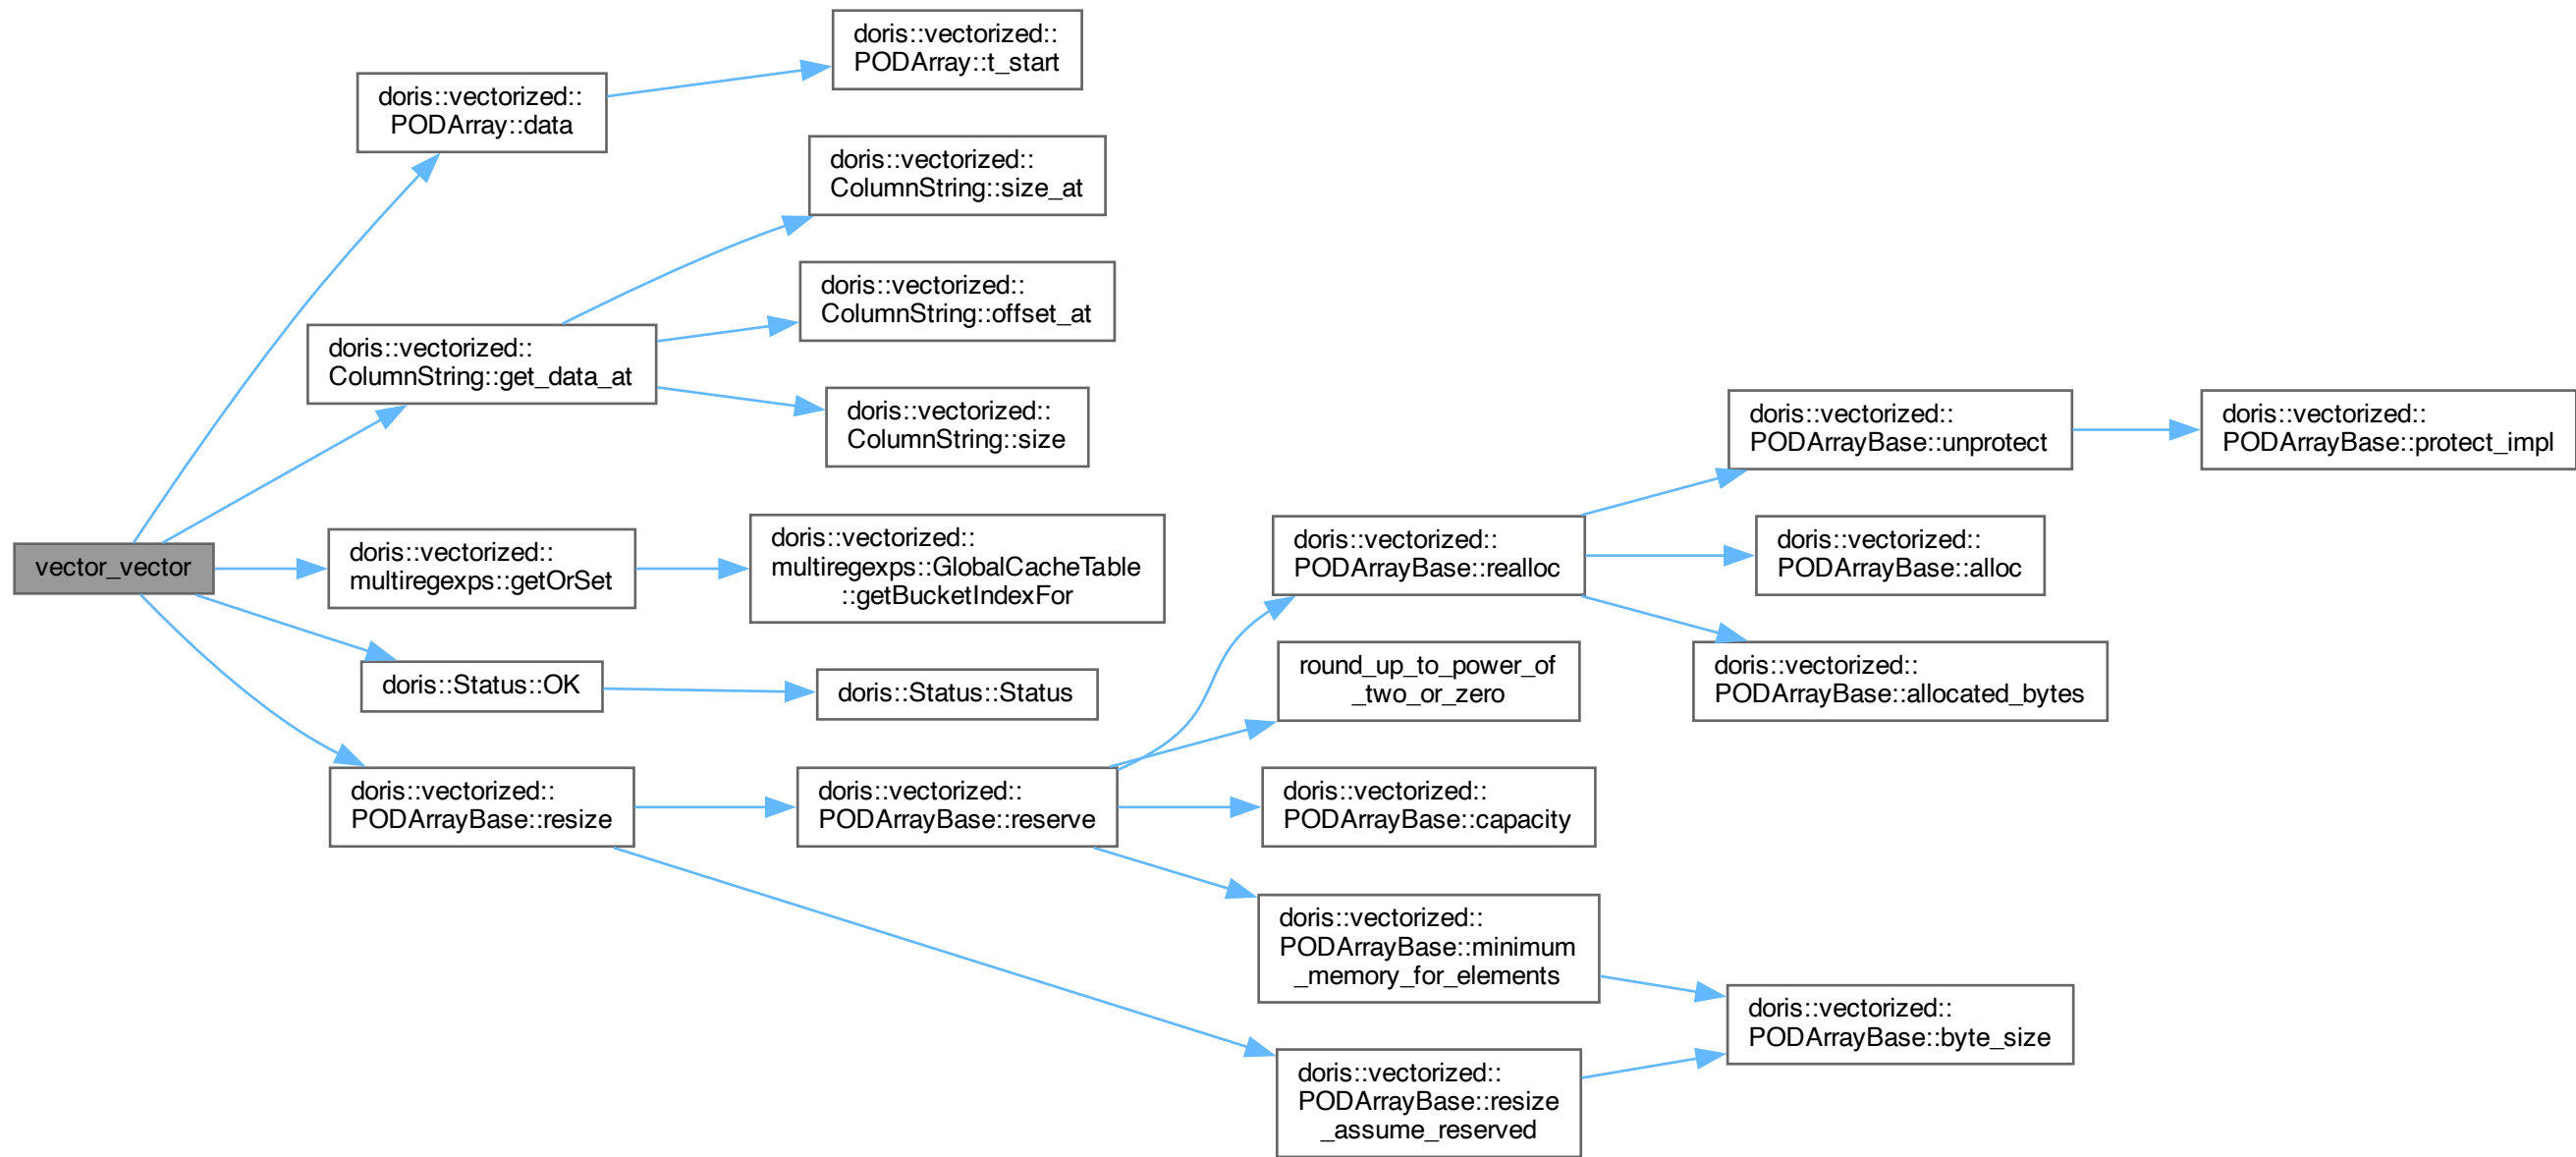 doris::vectorized::
PODArray::t_start
doris::vectorized::
PODArray::data
doris::vectorized::
ColumnString::size_at
doris::vectorized::
ColumnString::offset_at
doris::vectorized::
ColumnString::get_data_at
doris::vectorized::
ColumnString::size
doris::vectorized::
PODArrayBase::unprotect
doris::vectorized::
PODArrayBase::protect_impl
vector_vector
doris::vectorized::
multiregexps::getOrSet
doris::vectorized::
multiregexps::GlobalCacheTable
::getBucketIndexFor
doris::vectorized::
PODArrayBase::realloc
doris::vectorized::
PODArrayBase::alloc
doris::Status::OK
doris::Status::Status
round_up_to_power_of
_two_or_zero
doris::vectorized::
PODArrayBase::allocated_bytes
doris::vectorized::
PODArrayBase::resize
doris::vectorized::
PODArrayBase::reserve
doris::vectorized::
PODArrayBase::capacity
doris::vectorized::
PODArrayBase::minimum
_memory_for_elements
doris::vectorized::
PODArrayBase::byte_size
doris::vectorized::
PODArrayBase::resize
_assume_reserved